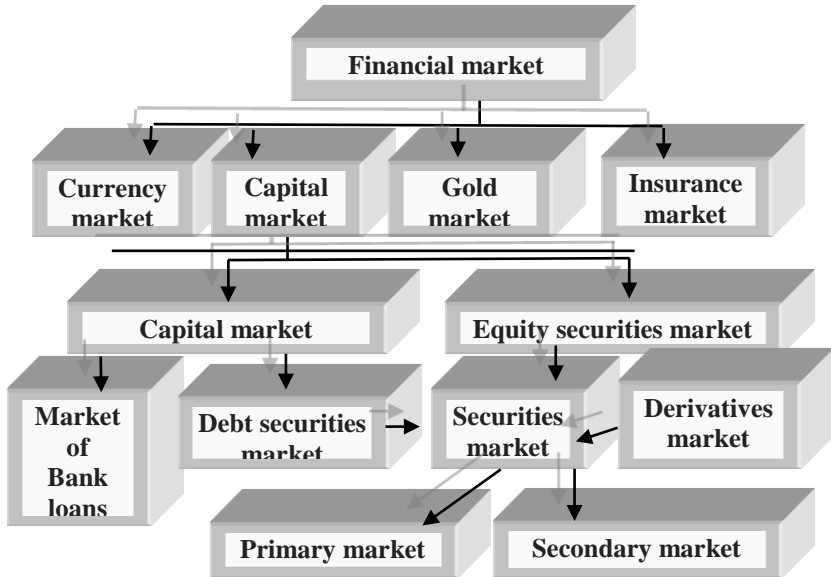 Financial market
Currency
market
Capital
market
Gold
market
Insurance
market
Capital market
Equity securities market
Market
of
Bank
loans
Debt securities
market
Securities
market
Derivatives
market
Primary market
Secondary market